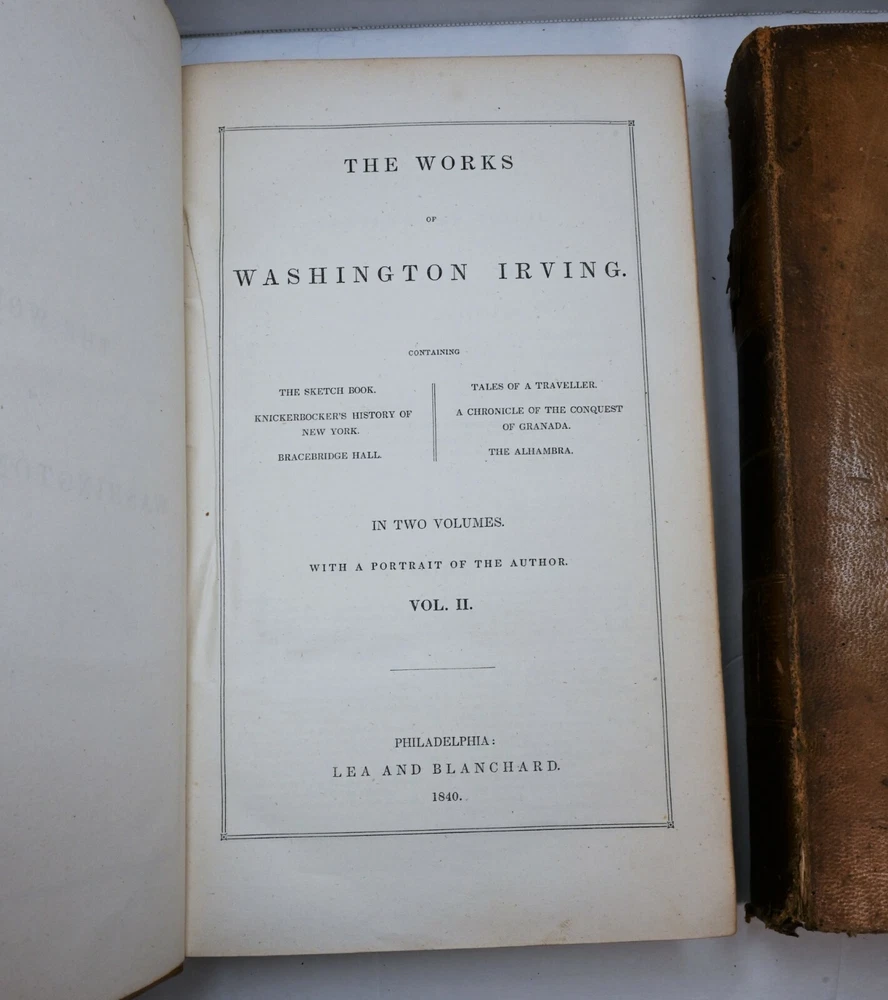 THE WORKS
OF
WASHINGTON IRVING.
CONTAINING
THE SKETCH BOOK.
KNICKERBOCKER'S HISTORY OF
NEW YORK.
BRACEBRIDGE HALL.
TALES OF A TRAVELLER.
A CHRONICLE OF THE CONQUEST
OF GRANADA.
THE ALHAMBRA.
IN TWO VOLUMES.
WITH A PORTRAIT OF THE AUTHOR.
VOL. II.
PHILADELPHIA:
LEA AND BLANCHARD.
1840.